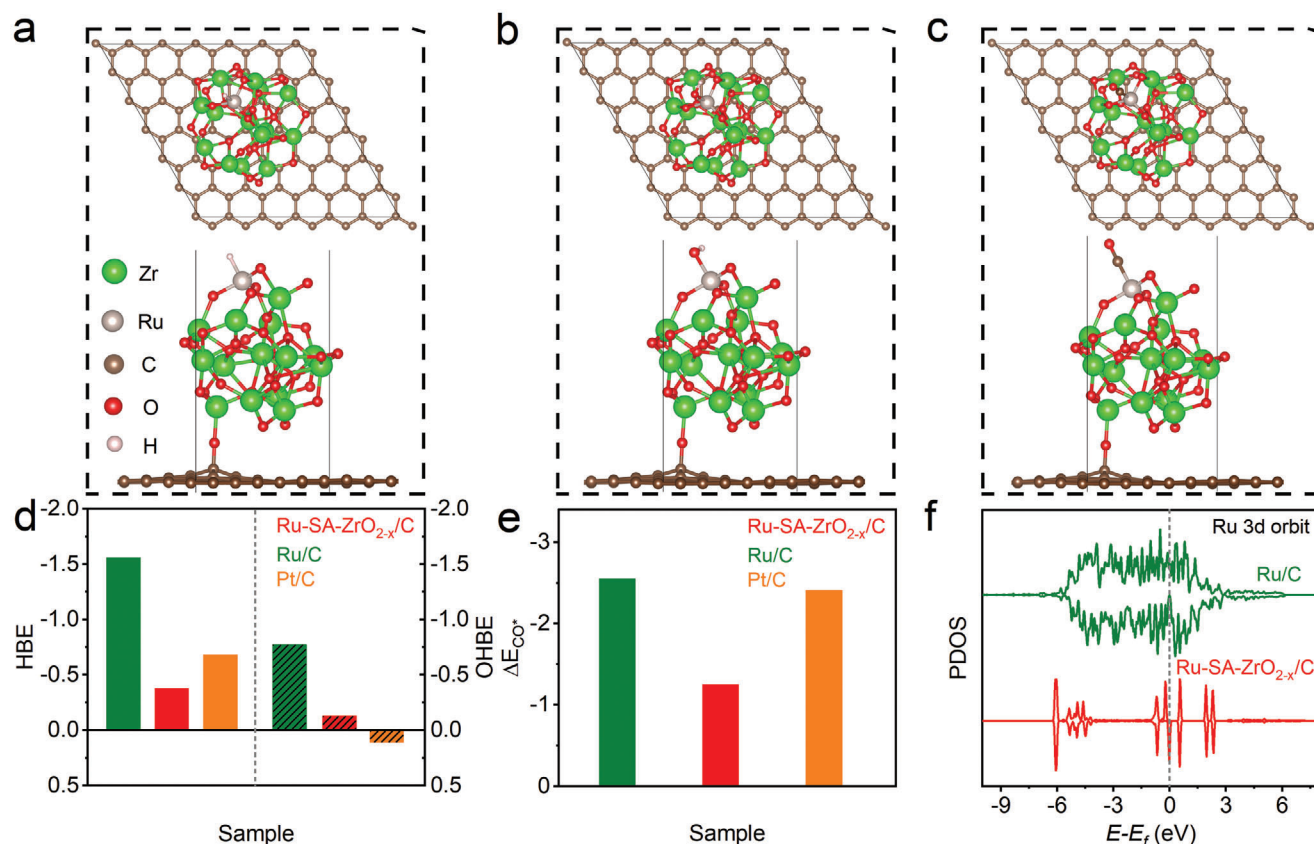 a
b
c
Zr
Ru
C
O
H
d
-2.0
-1.5
-1.0
-0.5
0.0
0.5
HBE
Ru-SA-ZrO2-x/C
Ru/C
Pt/C
-2.0
-1.5
-1.0
-0.5
0.0
0.5
OHBE
Sample
e
-3
-2
-1
0
ΔECO*
Ru-SA-ZrO2-x/C
Ru/C
Pt/C
Sample
f
Ru 3d orbit
Ru/C
Ru-SA-ZrO2-x/C
PDOS
-9 -6 -3 0 3 6
E-Ef (eV)